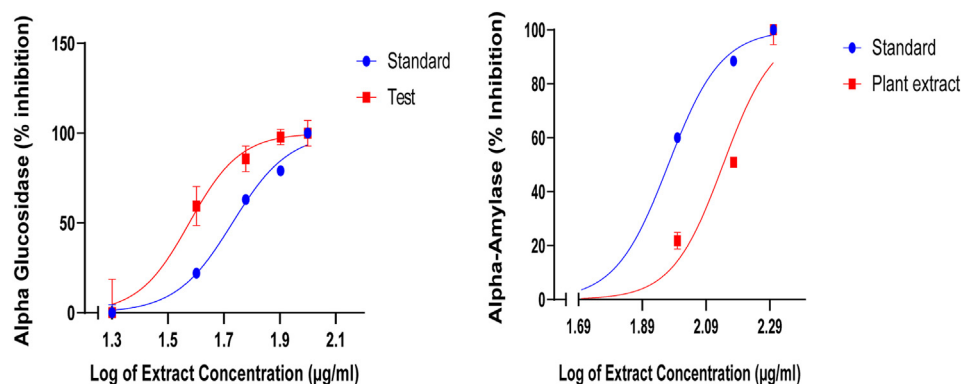 Alpha Glucosidase (% inhibition)
150
100
50
0
1.3 1.5 1.7 1.9 2.1
Log of Extract Concentration (µg/ml)
Standard
Test
Alpha-Amylase (% Inhibition)
100
80
60
40
20
0
1.69 1.89 2.09 2.29
Log of Extract Concentration (µg/ml)
Standard
Plant extract